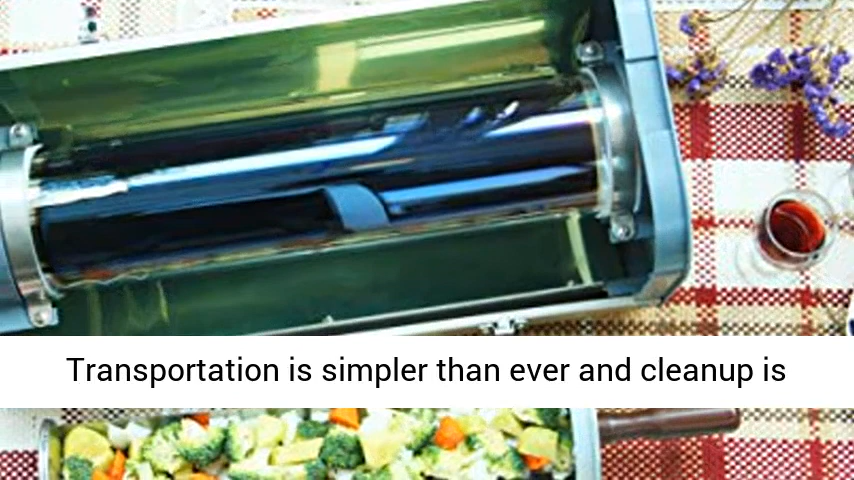 Transportation is simpler than ever and cleanup is